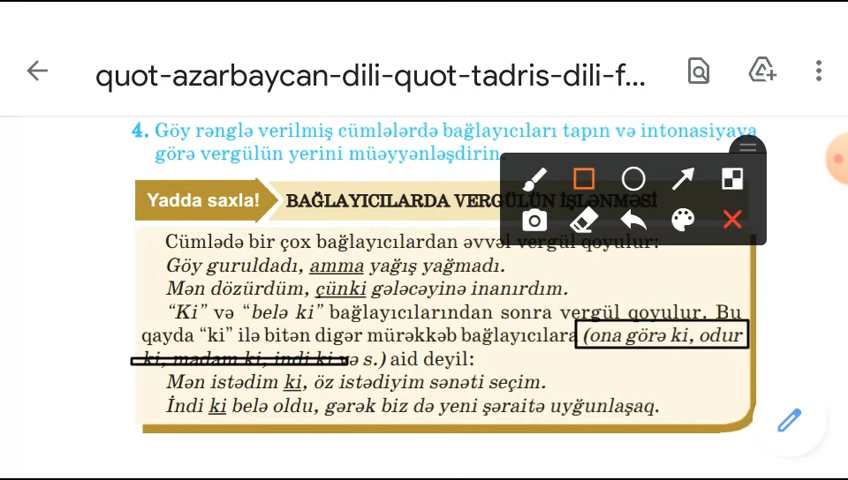 quot-azarbaycan-dili-quot-tadris-dili-f...
4. Göy rənglə verilmiş cümlələrdə bağlayıcıları tapın və intonasiyaya
görə vergülün yerini müəyyənləşdirin.
Yadda saxla! BAĞLAYICILARDA VERGÜLÜN İŞLƏNMƏSİ
Cümlədə bir çox bağlayıcılardan əvvəl vergül qoyulur:
Göy guruldadı, amma yağış yağmadı.
Mən dözürdüm, çünki gələcəyinə inanırdım.
“Ki” və “belə ki” bağlayıcılarından sonra vergül qoyulur. Bu
qayda “ki” ilə bitən digər mürəkkəb bağlayıcılara (ona görə ki, odur
ki, madam ki, indi ki və s.) aid deyil:
Mən istədim ki, öz istədiyim sənəti seçim.
İndi ki belə oldu, gərək biz də yeni şəraitə uyğunlaşaq.